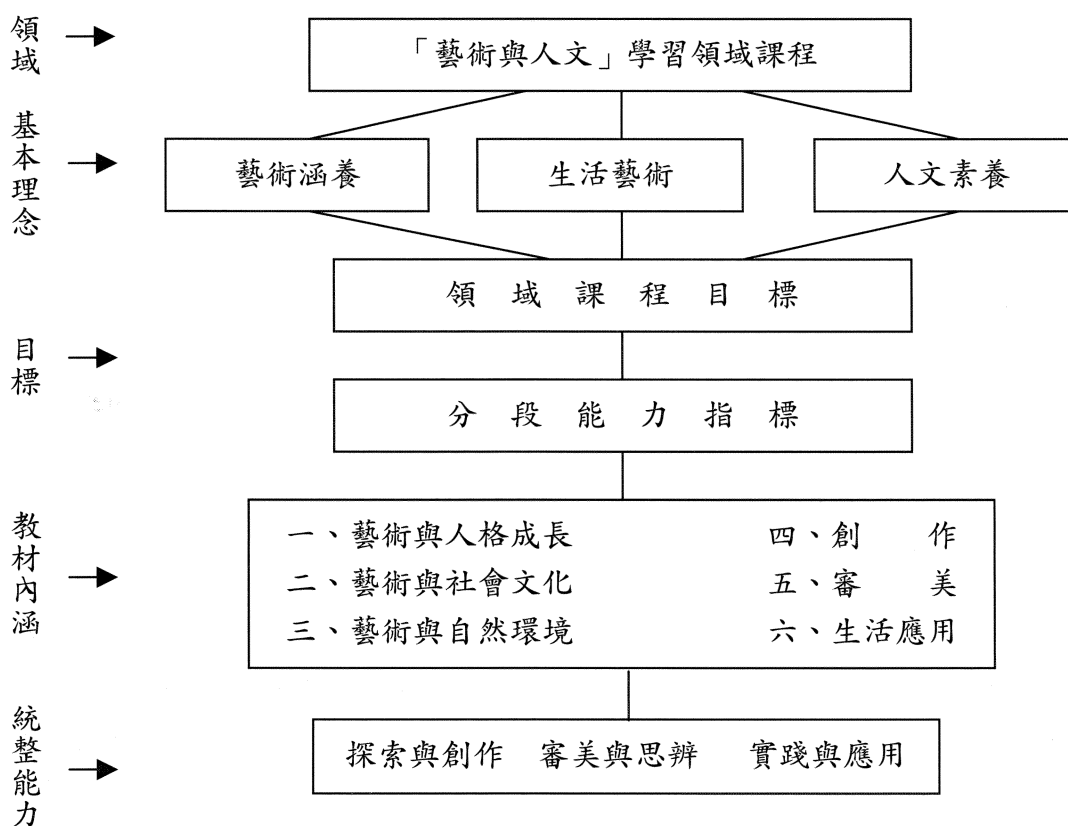 領域
「藝術與人文」學習領域課程
基本理念
藝術涵養
生活藝術
人文素養
領域課程目標
目標
分段能力指標
教材內涵
一、藝術與人格成長
四、創作
二、藝術與社會文化
五、審美
三、藝術與自然環境
六、生活應用
統整能力
探索與創作 審美與思辨 實踐與應用